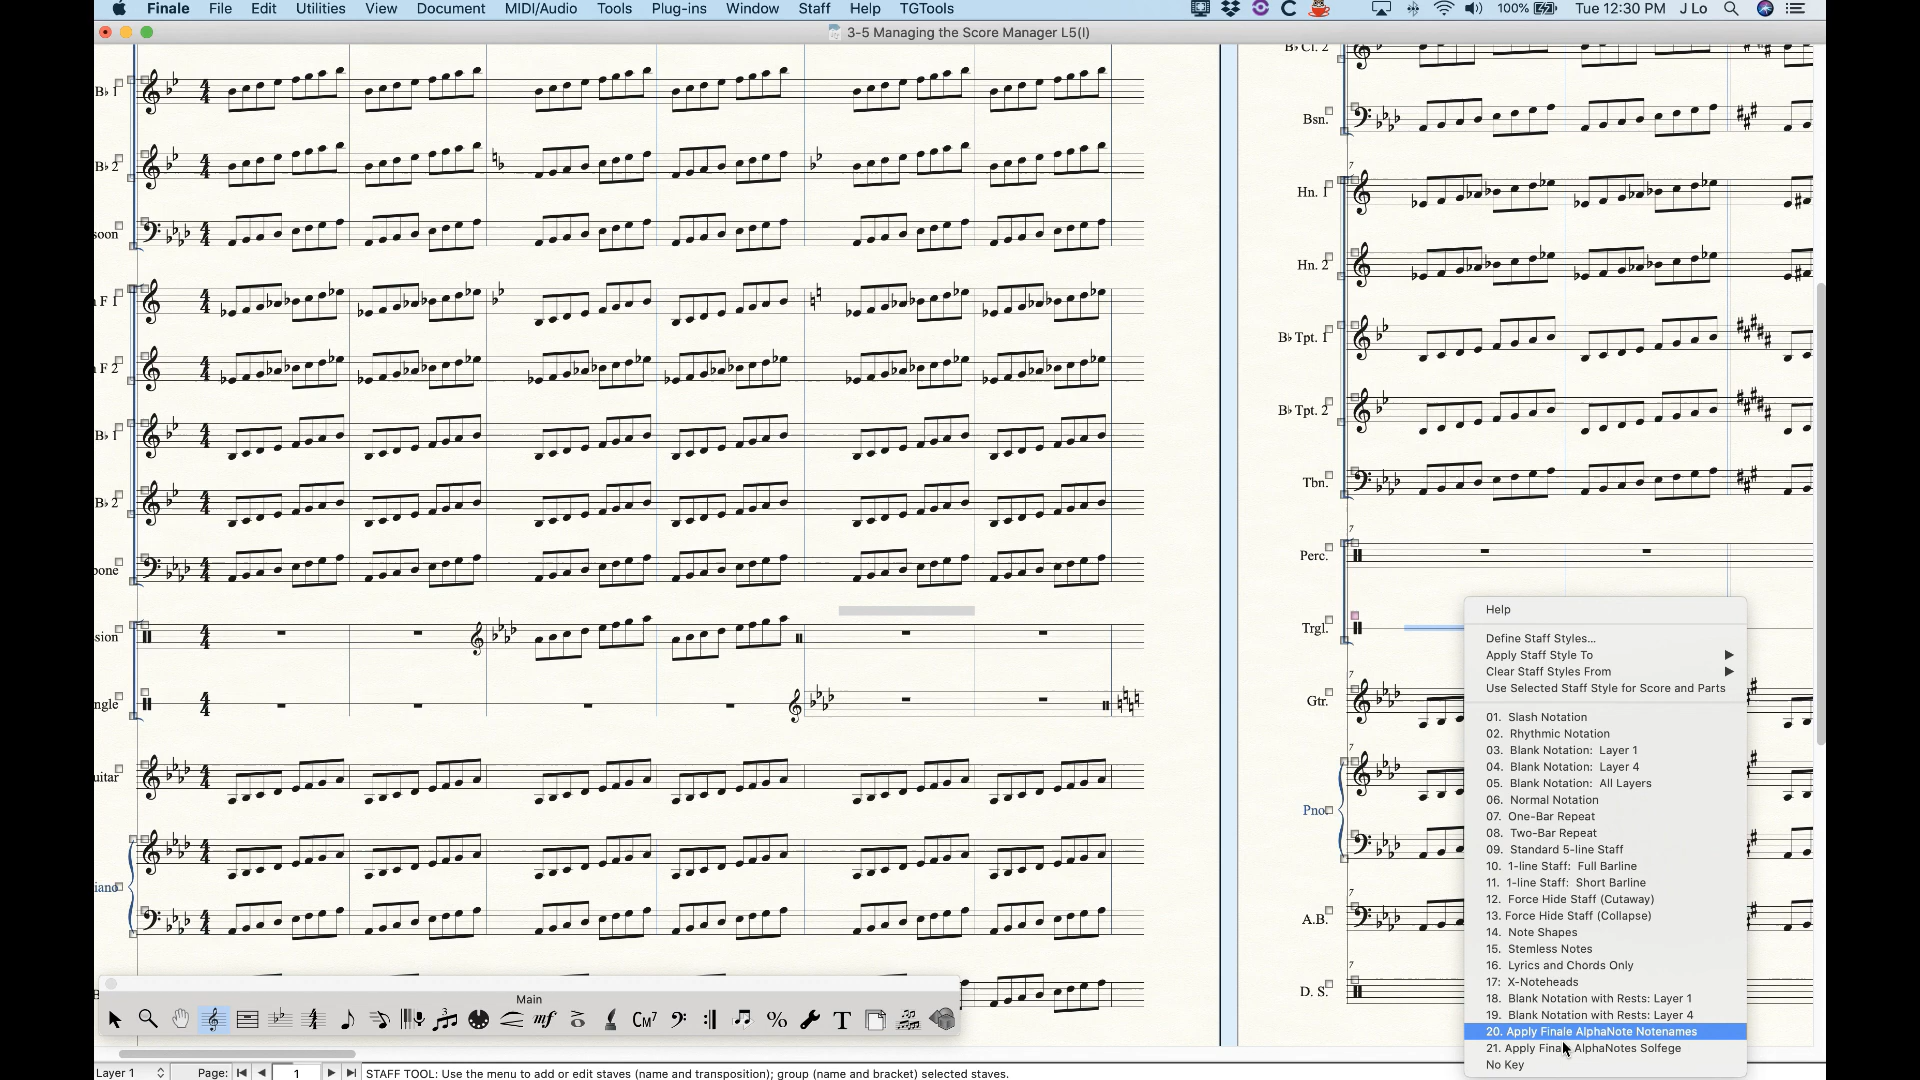 Finale File Edit Utilities View Document MIDI/Audio Tools Plug-ins Window Staff Help TGTools 100% Tue 12:30 PM J Lo
3-5 Managing the Score Manager L5(l)
B♭ 1
B♭ 2
soon
F 1
F 2
B♭ 1
B♭ 2
bone
sion
ngle
uitar
iano
B♭ Cl. 2
Bsn.
7
Hn. 1
Hn. 2
B♭ Tpt. 1
B♭ Tpt. 2
Tbn.
7
Perc.
Trgl.
7
Gtr.
7
Pno.
7
A.B.
7
D. S.
Help
Define Staff Styles...
Apply Staff Style To
Clear Staff Styles From
Use Selected Staff Style for Score and Parts
01. Slash Notation
02. Rhythmic Notation
03. Blank Notation: Layer 1
04. Blank Notation: Layer 4
05. Blank Notation: All Layers
06. Normal Notation
07. One-Bar Repeat
08. Two-Bar Repeat
09. Standard 5-line Staff
10. 1-line Staff: Full Barline
11. 1-line Staff: Short Barline
12. Force Hide Staff (Cutaway)
13. Force Hide Staff (Collapse)
14. Note Shapes
15. Stemless Notes
16. Lyrics and Chords Only
17: X-Noteheads
18. Blank Notation with Rests: Layer 1
19. Blank Notation with Rests: Layer 4
20. Apply Finale AlphaNote Notenames
21. Apply Finale AlphaNotes Solfege
No Key
Main
CM7
Layer 1 Page: 1 STAFF TOOL: Use the menu to add or edit staves (name and transposition); group (name and bracket) selected staves.